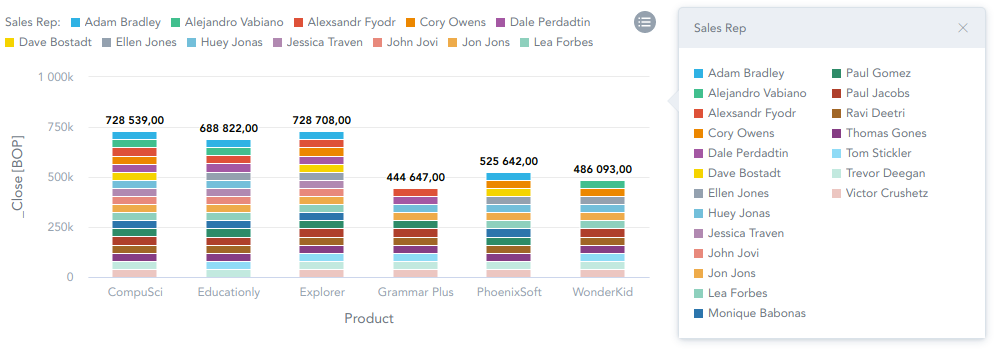 Sales Rep: Adam Bradley Alejandro Vabiano Alexsandr Fyodr Cory Owens Dale Perdadtin
Dave Bostadt Ellen Jones Huey Jonas Jessica Traven John Jovi Jon Jons Lea Forbes
_Close [BOP]
1 000k
750k
500k
250k
0
728 539,00
688 822,00
728 708,00
444 647,00
525 642,00
486 093,00
CompuSci Educationly Explorer Grammar Plus PhoenixSoft WonderKid
Product
Sales Rep
Adam Bradley
Alejandro Vabiano
Alexsandr Fyodr
Cory Owens
Dale Perdadtin
Dave Bostadt
Ellen Jones
Huey Jonas
Jessica Traven
John Jovi
Jon Jons
Lea Forbes
Monique Babonas
Paul Gomez
Paul Jacobs
Ravi Deetri
Thomas Gones
Tom Stickler
Trevor Deegan
Victor Crushetz